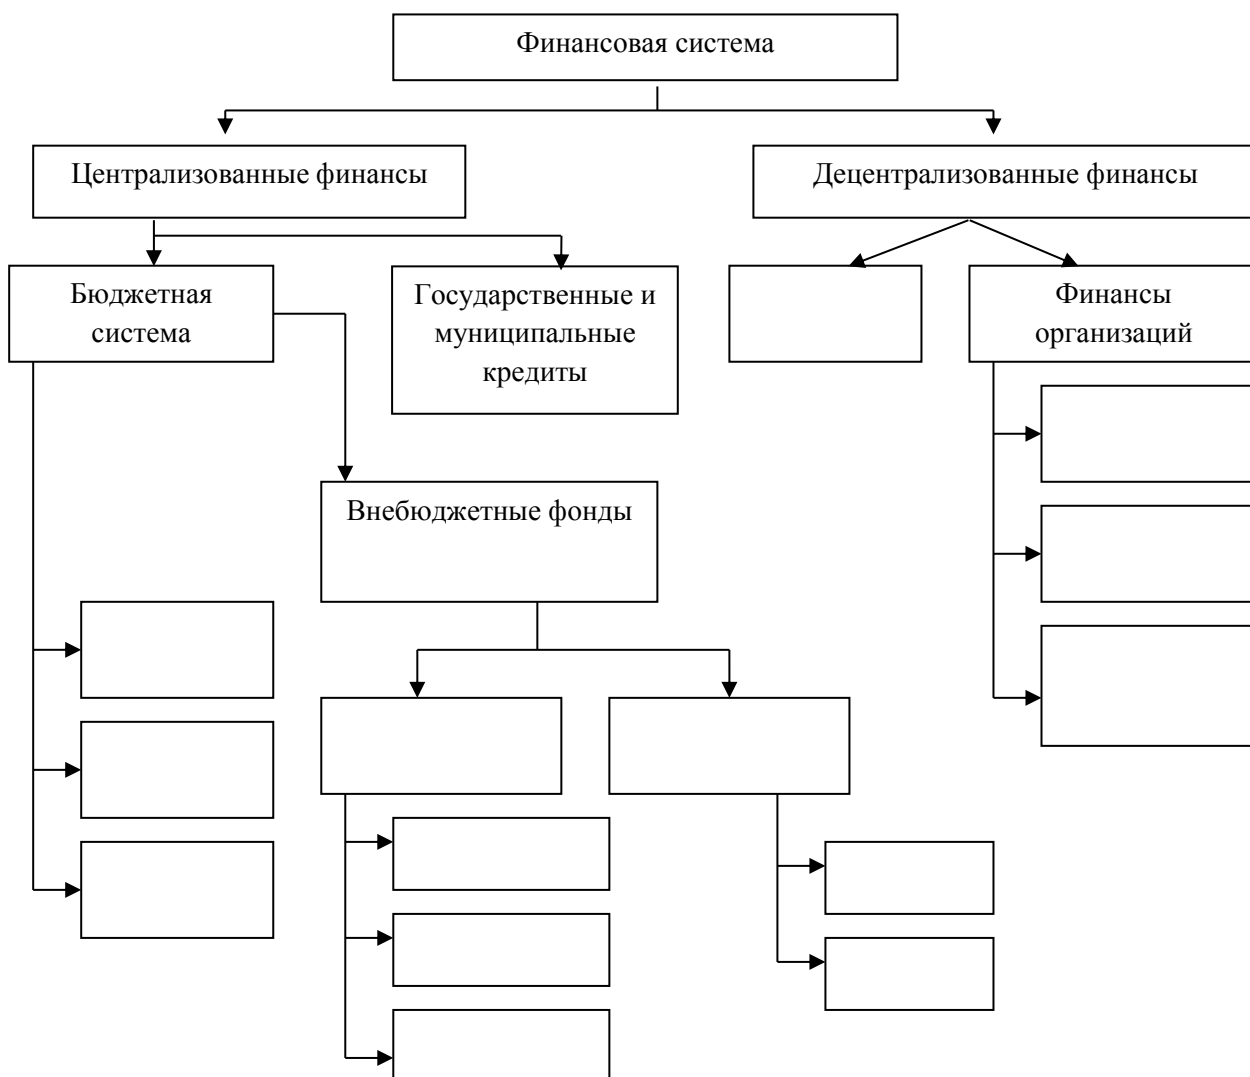 Финансовая система
Централизованные финансы
Децентрализованные финансы
Бюджетная
система
Государственные и
муниципальные
кредиты
Финансы
организаций
Внебюджетные фонды